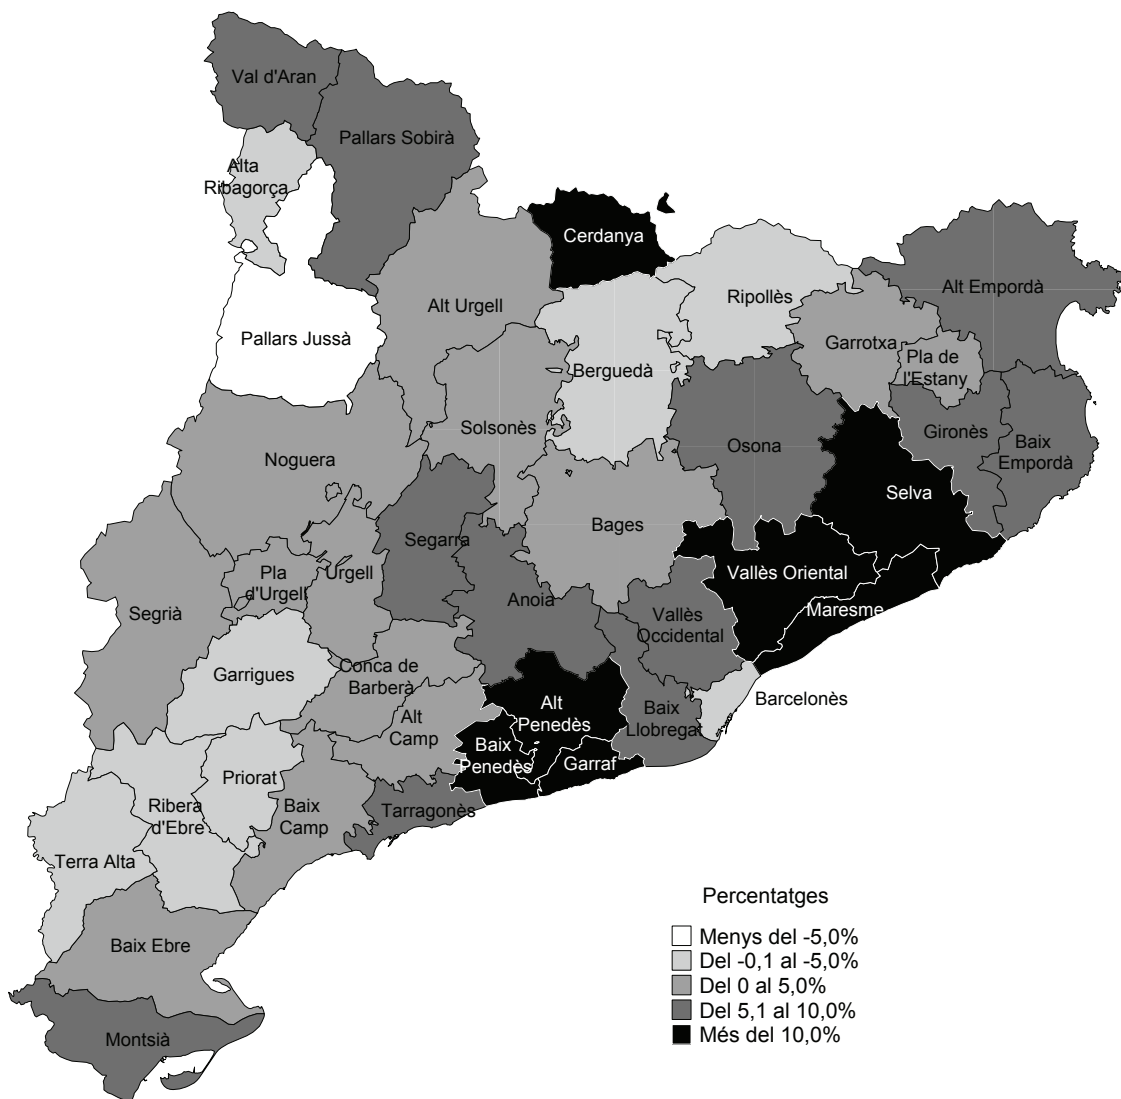 Val d'Aran
Pallars Sobirà
Alta
Ribagorça
Cerdanya
Alt Urgell
Ripollès
Alt Empordà
Pallars Jussà
Garrotxa
Pla de
l'Estany
Berguedà
Solsonès
Osona
Gironès
Baix
Empordà
Noguera
Selva
Bages
Segarra
Vallès Oriental
Pla
d'Urgell
Urgell
Anoia
Segrià
Vallès
Occidental
Maresme
Garrigues
Conca de
Barberà
Alt
Camp
Alt
Penedès
Baix
Llobregat
Barcelonès
Baix
Penedès
Garraf
Priorat
Ribera
d'Ebre
Baix
Camp
Tarragonès
Terra Alta
Baix Ebre
Montsià
Percentatges
Menys del -5,0%
Del -0,1 al -5,0%
Del 0 al 5,0%
Del 5,1 al 10,0%
Més del 10,0%